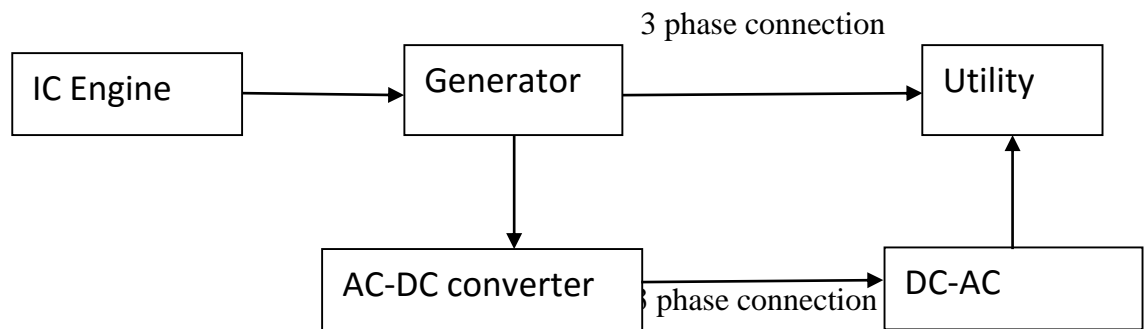 3 phase connection
IC Engine
Generator
Utility
AC-DC converter
phase connection
DC-AC